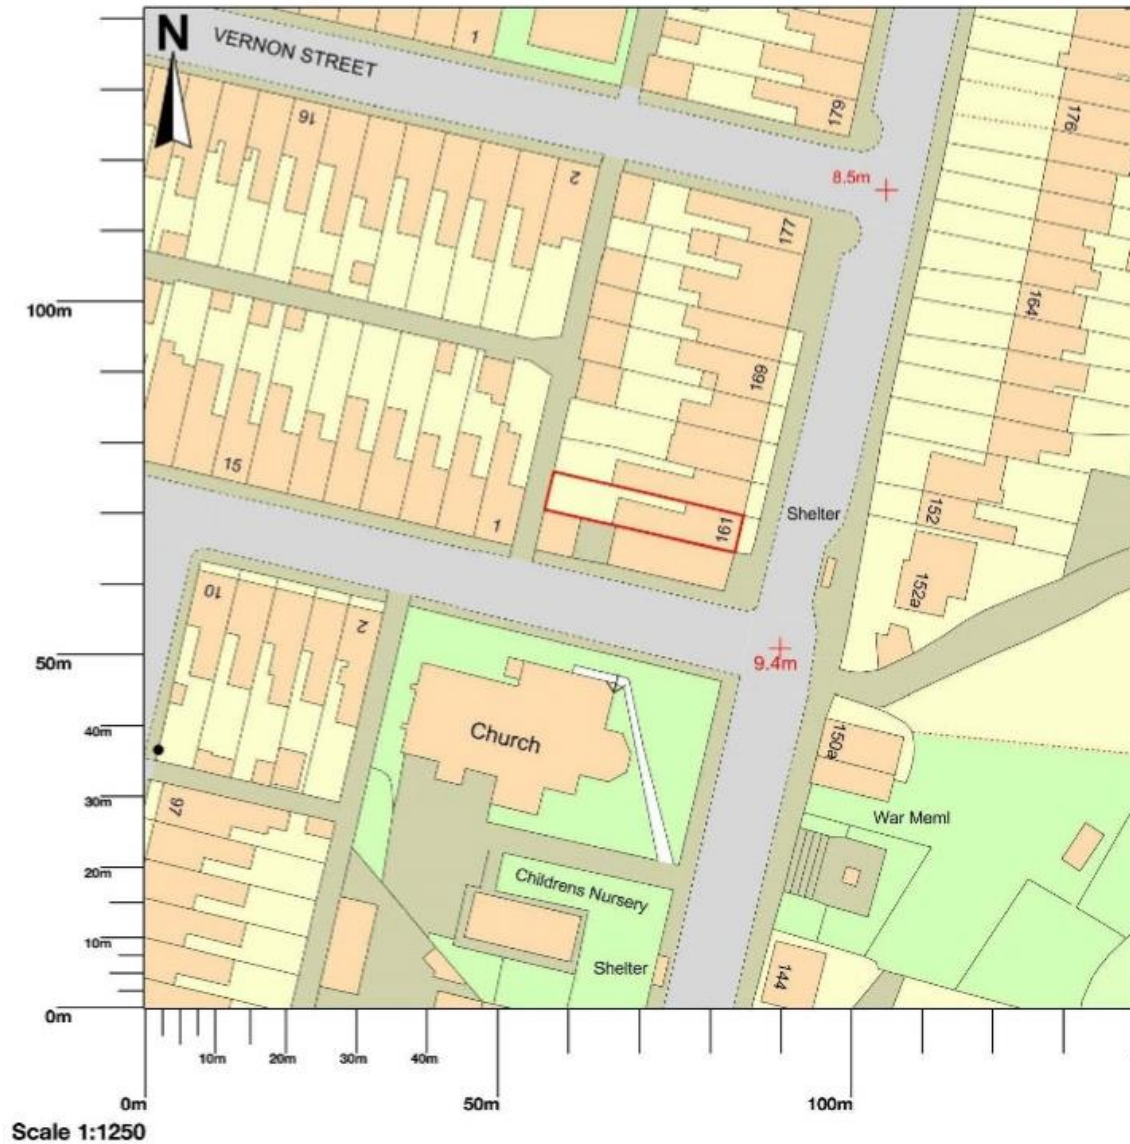 N
VERNON STREET
1
179
176
16
8.5m
2
177
100m
164
169
15
1
161
Shelter
152
152a
10
2
50m
9.4m
Church
150a
40m
97
30m
War Meml
20m
Childrens Nursery
10m
Shelter
144
0m
10m
20m
30m
40m
0m
50m
100m
Scale 1:1250